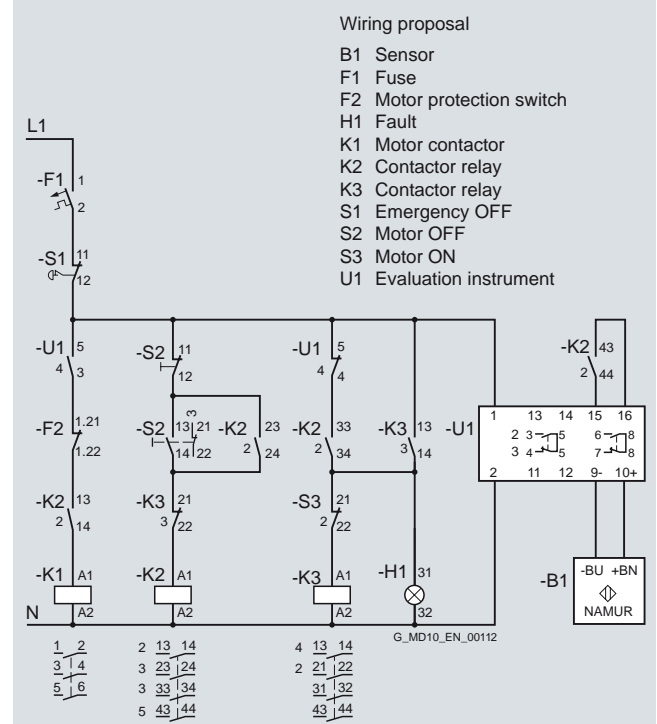 Wiring proposal
B1 Sensor
F1 Fuse
F2 Motor protection switch
H1 Fault
K1 Motor contactor
K2 Contactor relay
K3 Contactor relay
S1 Emergency OFF
S2 Motor OFF
S3 Motor ON
U1 Evaluation instrument
L1
-F1 1
2
-S1 11
12
-U1 5
4 3
-S2 11
12
-U1 5
4 4
-K2 43
2 44
-F2 1.21
1.22
-S2 13 21 3
14 22
-K2 23
2 24
-K2 33
2 34
-K3 13
3 14
-U1
1 13 14 15 16
2 3 5 6 8
3 4 5 7 8
2 11 12 9- 10+
-K2 13
2 14
-K3 21
3 22
-S3 21
2 22
-K1 A1
A2
-K2 A1
A2
-K3 A1
A2
-H1 31
32
-B1
-BU +BN
NAMUR
N
G_MD10_EN_00112
1 2
3 4
5 6
2 13 14
3 23 24
3 33 34
5 43 44
4 13 14
2 21 22
31 32
43 44